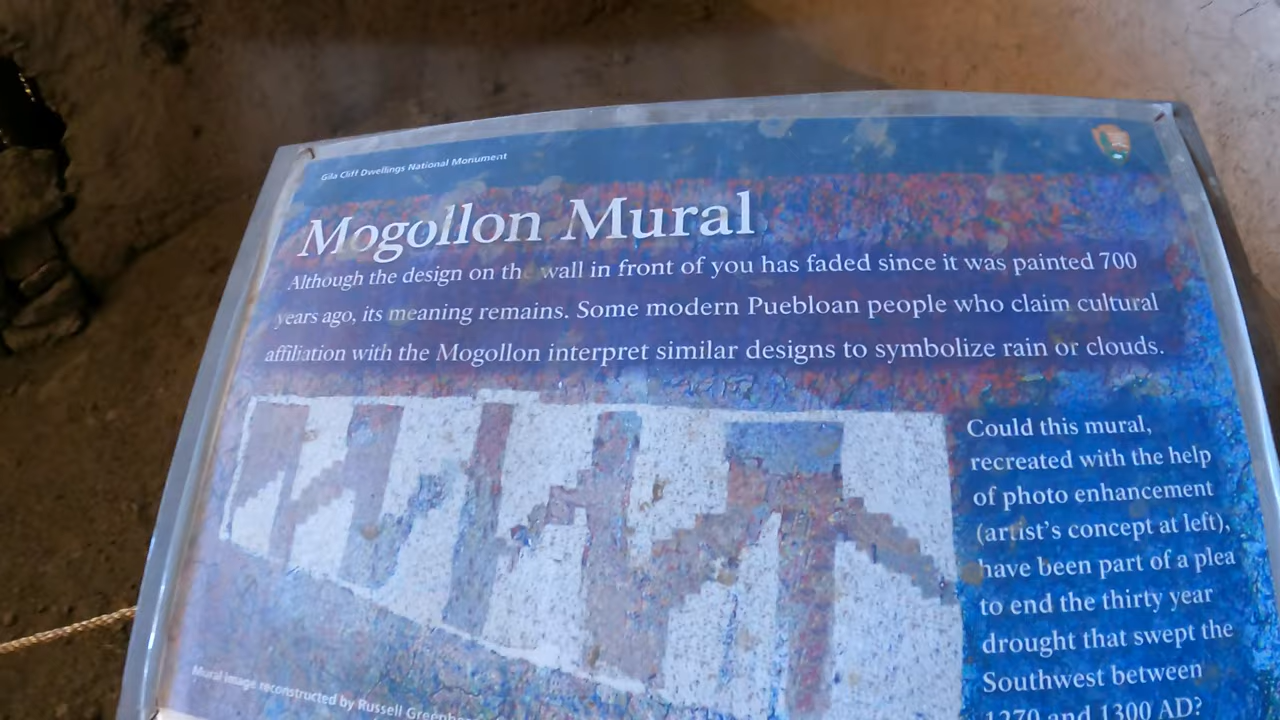 Gila Cliff Dwellings National Monument
Mogollon Mural
Although the design on the wall in front of you has faded since it was painted 700
years ago, its meaning remains. Some modern Puebloan people who claim cultural
affiliation with the Mogollon interpret similar designs to symbolize rain or clouds.
Could this mural,
recreated with the help
of photo enhancement
(artist's concept at left),
have been part of a plea
to end the thirty year
drought that swept the
Southwest between
1270 and 1300 AD?
Mural image reconstructed by Russell